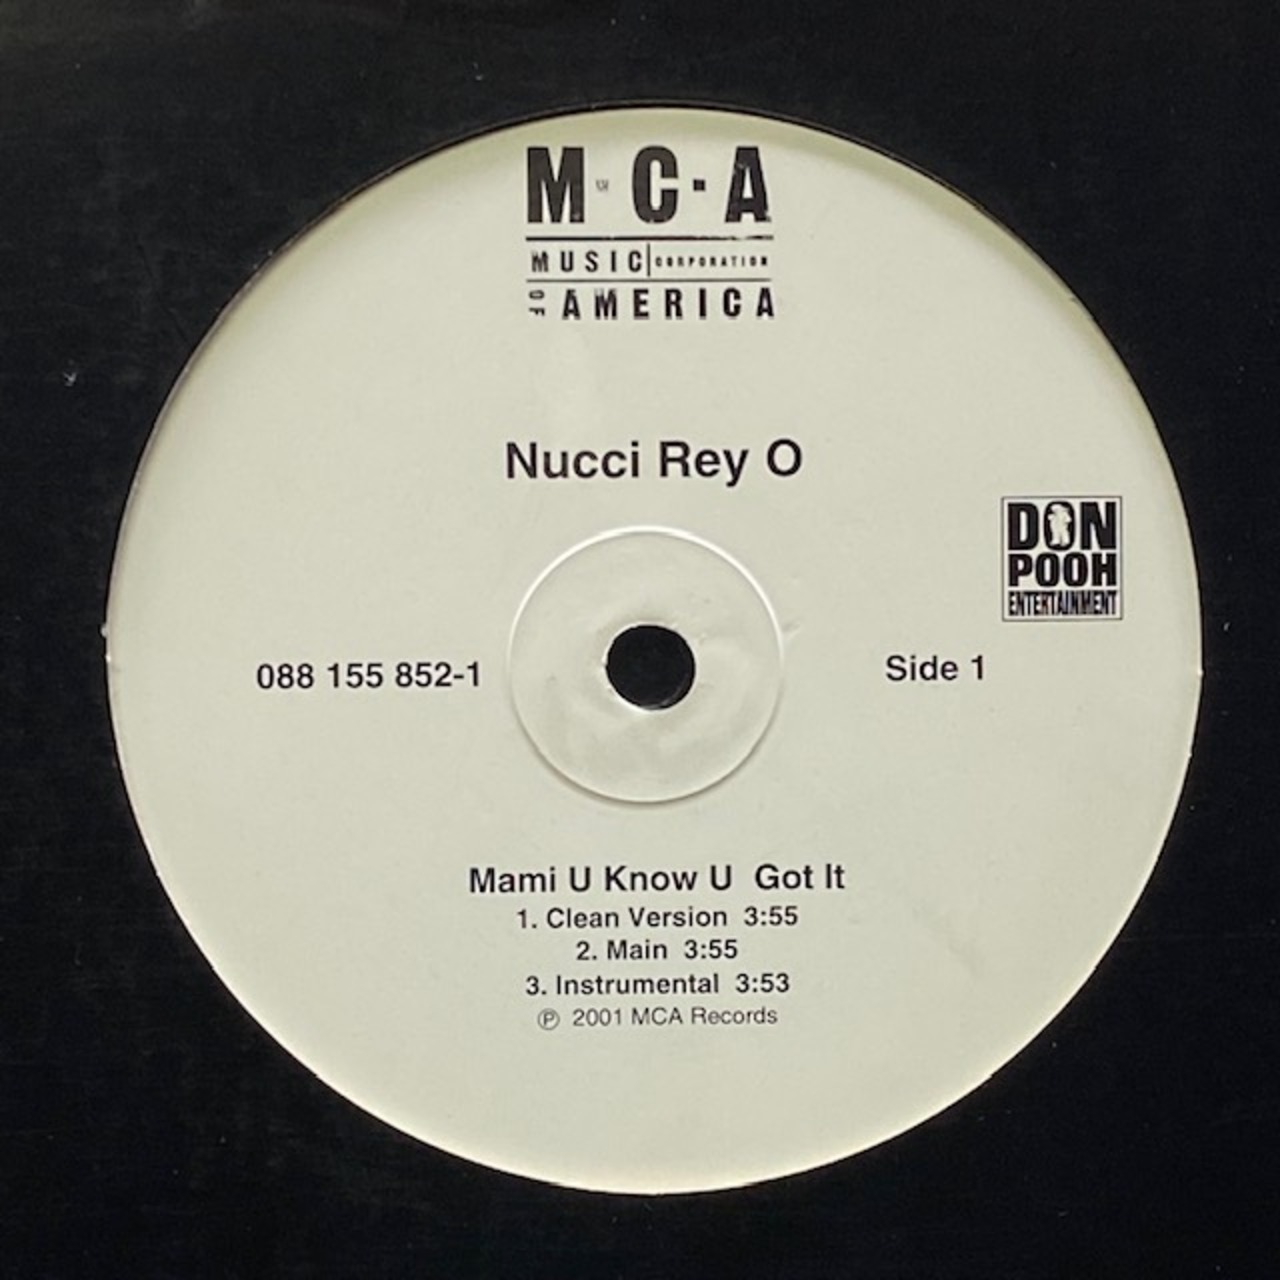 M·C·A
MUSIC CORPORATION
OF AMERICA
Nucci Rey O
DON
POOH
ENTERTAINMENT
088 155 852-1
Side 1
Mami U Know U  Got It
1. Clean Version  3:55
2. Main  3:55
3. Instrumental  3:53
℗ 2001 MCA Records